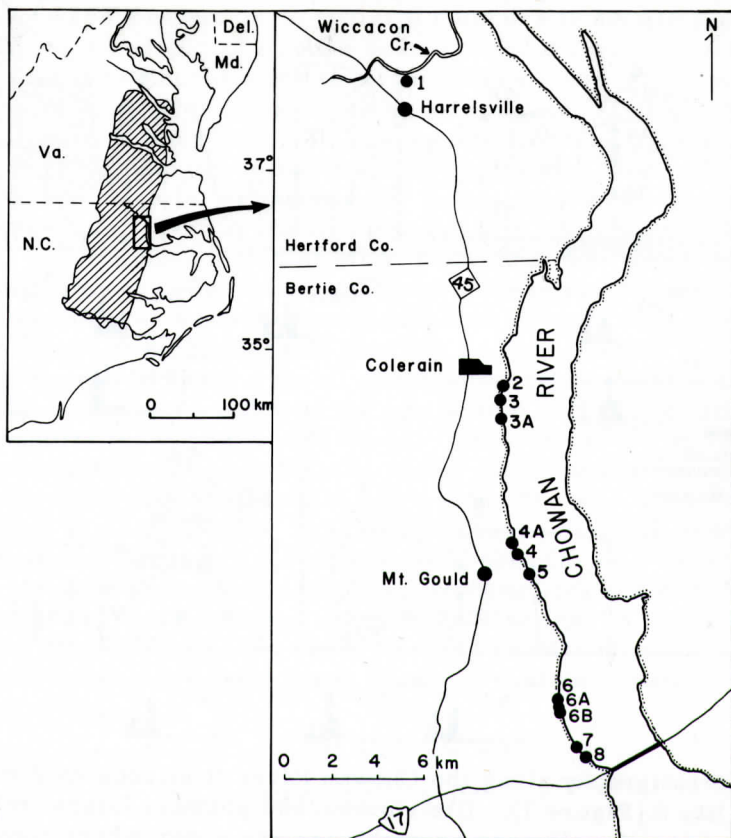 Del.
Md.
Va.
37°
N.C.
35°
0 100 km
N
Wiccacon
Cr.
1
Harrelsville
Hertford Co.
Bertie Co.
45
Colerain
RIVER
2
3
3A
CHOWAN
4A
4
Mt. Gould
5
6
6A
6B
7
8
0 2 4 6
km
17